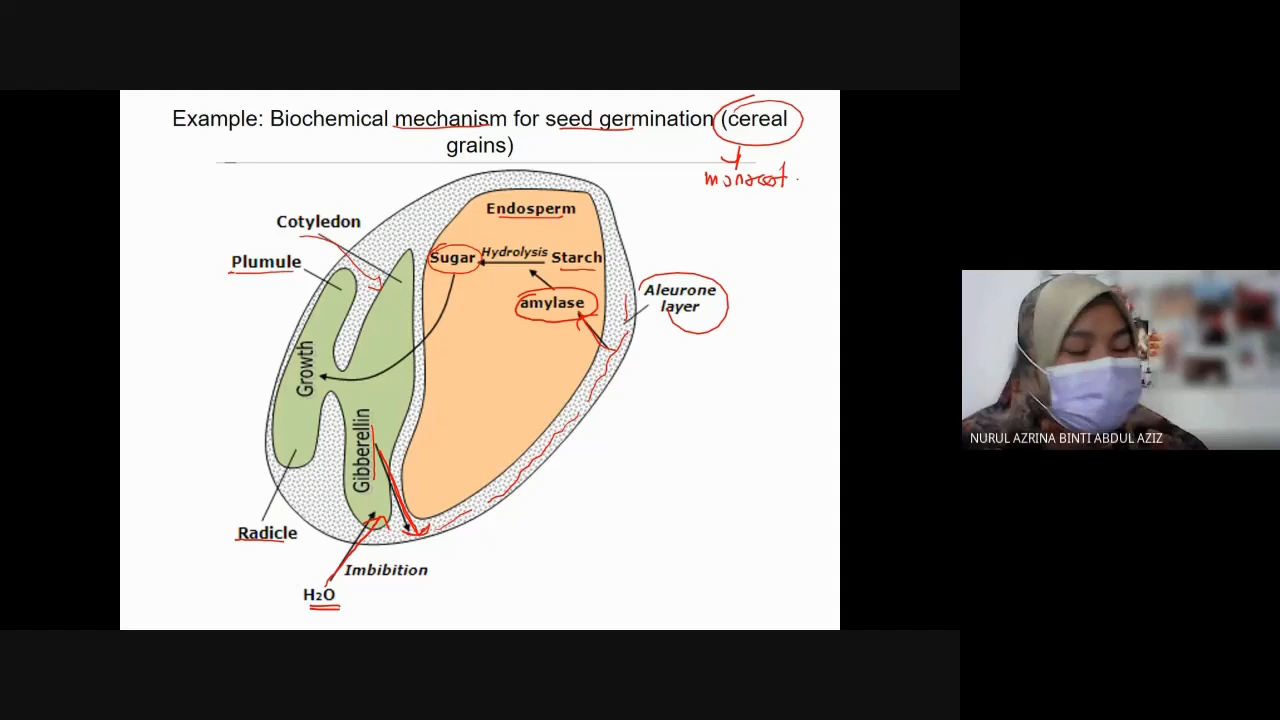 Example: Biochemical mechanism for seed germination (cereal
grains)
monocot.
Endosperm
Cotyledon
Sugar
Hydrolysis
Starch
Plumule
amylase
Aleurone
layer
Growth
Gibberellin
NURUL AZRINA BINTI ABDUL AZIZ
Radicle
Imbibition
H2O